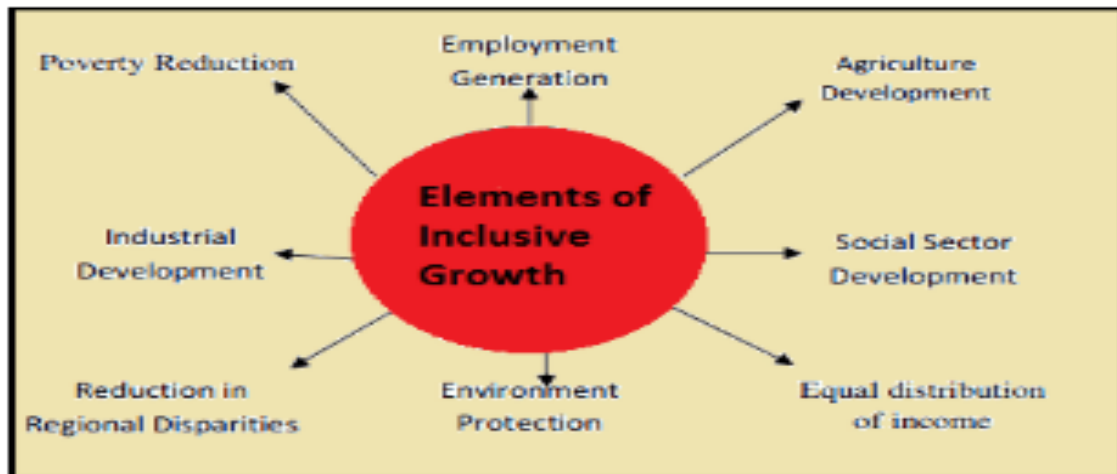 Poverty Reduction
Employment
Generation
Agriculture
Development
Elements of
Inclusive
Growth
Industrial
Development
Social Sector
Development
Reduction in
Regional Disparities
Environment
Protection
Equal distribution
of income